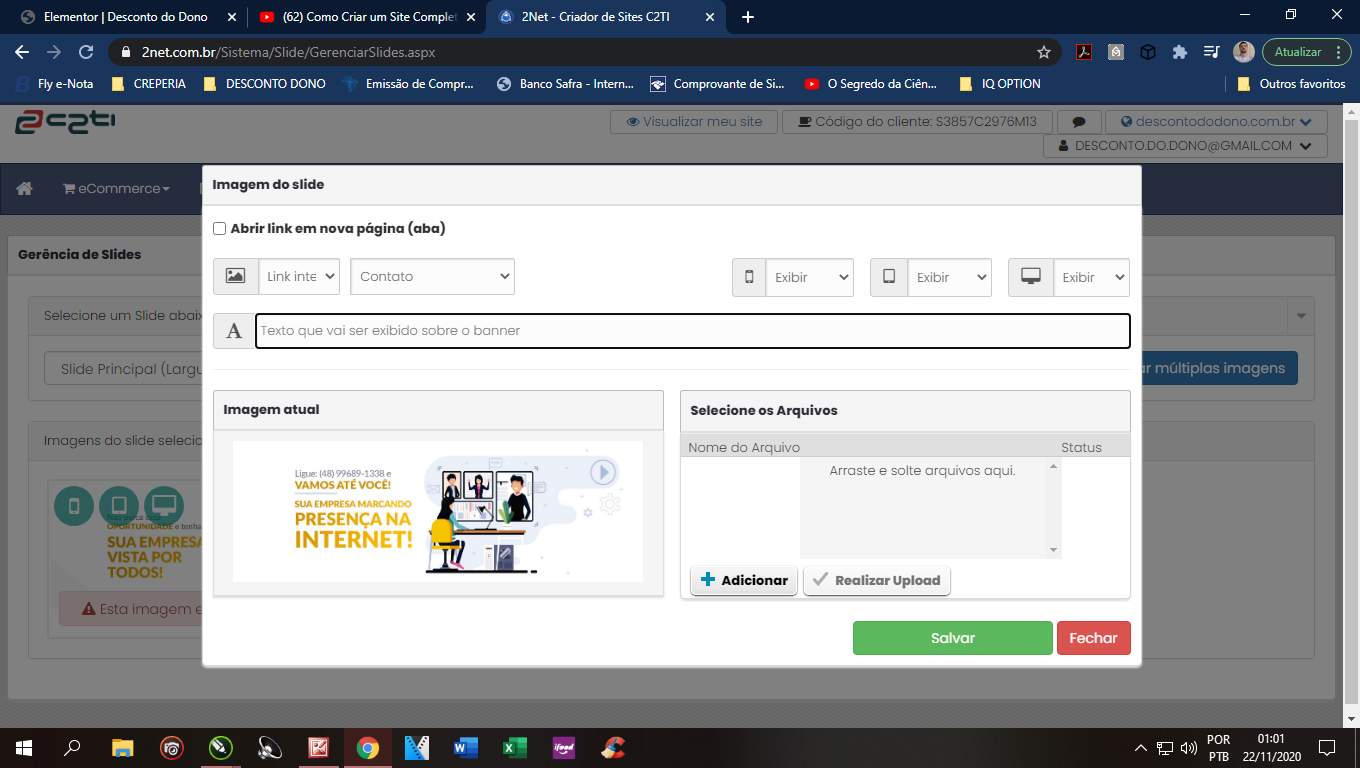 Elementor | Desconto do Dono
(62) Como Criar um Site Complet
2Net - Criador de Sites C2TI
2net.com.br/Sistema/Slide/GerenciarSlides.aspx
Atualizar
Fly e-Nota
CREPERIA
DESCONTO DONO
Emissão de Compr...
Banco Safra - Intern...
Comprovante de Si...
O Segredo da Ciên...
IQ OPTION
Outros favoritos
C2TI
Visualizar meu site
Código do cliente: S3857C2976M13
descontododono.com.br
DESCONTO.DO.DONO@GMAIL.COM
eCommerce
Imagem do slide
Abrir link em nova página (aba)
Gerência de Slides
Link inte
Contato
Exibir
Exibir
Exibir
Selecione um Slide abaix
A
Texto que vai ser exibido sobre o banner
Slide Principal (Largu
ar múltiplas imagens
Imagem atual
Selecione os Arquivos
Imagens do slide selecio
Nome do Arquivo
Status
Arraste e solte arquivos aqui.
Ligue: (48) 99689-1338 e
VAMOS ATÉ VOCÊ!
SUA EMPRESA MARCANDO
PRESENÇA NA
INTERNET!
OPORTUNIDADE e tenha
SUA EMPRESA
VISTA POR
TODOS!
Esta imagem e
Adicionar
Realizar Upload
Salvar
Fechar
W
X
ifood
POR
PTB
01:01
22/11/2020